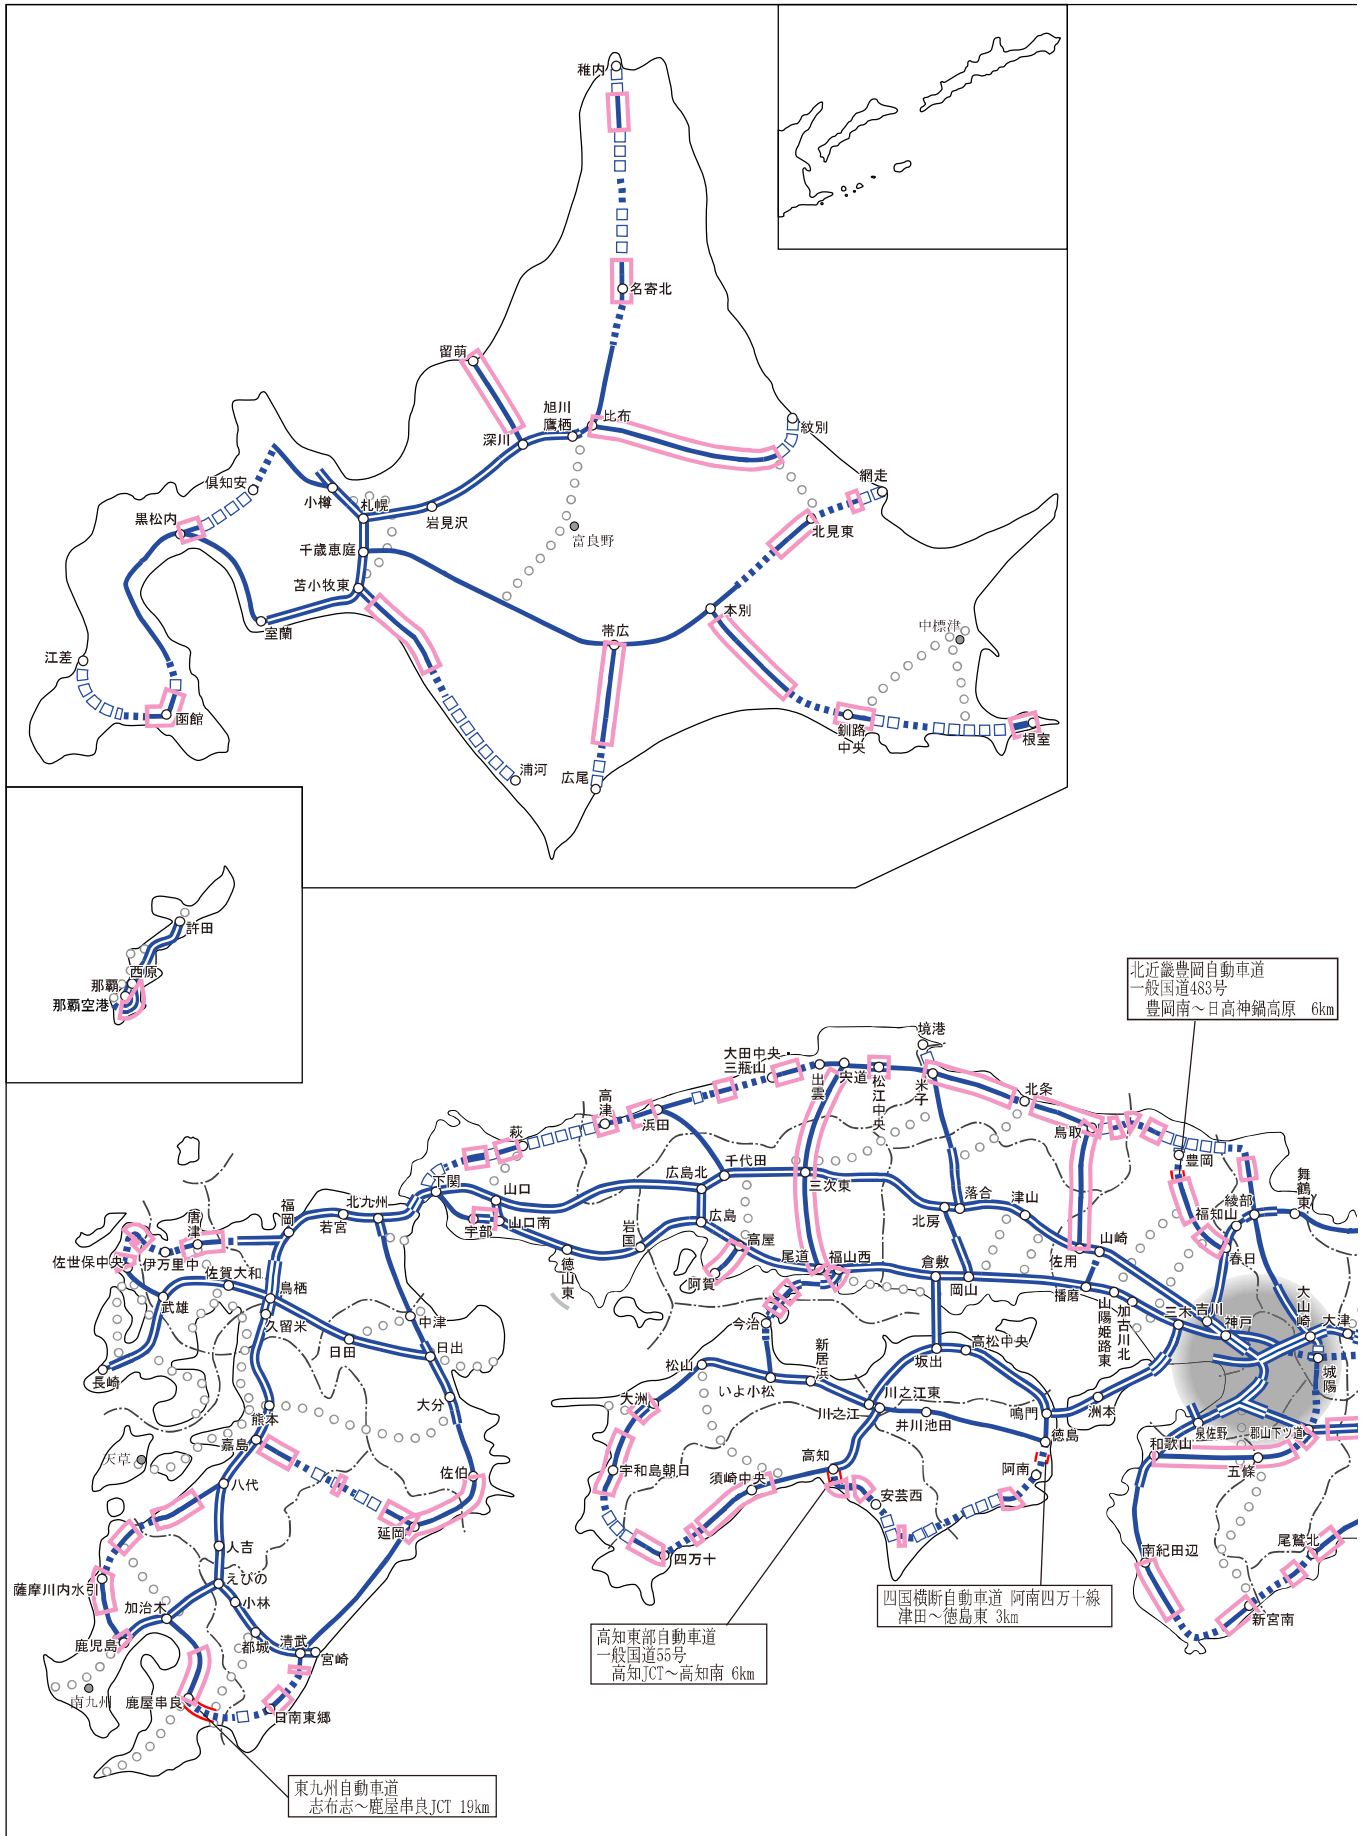 稚内
名寄北
留萌
旭川
鷹栖
比布
深川
紋別
網走
倶知安
小樽
札幌
岩見沢
黒松内
北見東
富良野
千歳恵庭
苫小牧東
本別
室蘭
帯広
中標津
江差
函館
釧路
中央
根室
浦河
広尾
許田
西原
那覇
那覇空港
北近畿豊岡自動車道
一般国道483号
豊岡南～日高神鍋高原 6km
境港
大田中央・
三瓶山
出雲
宍道
松江中央
米子
北条
鳥取
高津
浜田
萩
豊岡
舞鶴東
綾部
福知山
春日
下関
山口
山口南
宇部
広島北
千代田
三次東
広島
岩国
徳山東
高屋
阿賀
尾道
福山西
北房
落合
津山
佐用
山崎
倉敷
岡山
播磨
山陽姫路東
加古川北
三木
吉川
神戸
大山崎
大津
城陽
北九州
福岡
若宮
唐津
佐世保中央
伊万里中
佐賀大和
鳥栖
武雄
久留米
長崎
日田
中津
日出
大分
熊本
嘉島
天草
八代
佐伯
延岡
人吉
えびの
小林
薩摩川内水引
加治木
鹿児島
都城
清武
宮崎
南九州
鹿屋串良
日南東郷
今治
松山
いよ小松
新居浜
坂出
高松中央
川之江
川之江東
井川池田
鳴門
徳島
洲本
大洲
宇和島朝日
須崎中央
高知
安芸西
阿南
四万十
泉佐野
郡山下ツ道
和歌山
五條
南紀田辺
尾鷲北
新宮南
四国横断自動車道 阿南四万十線
津田～徳島東 3km
高知東部自動車道
一般国道55号
高知JCT～高知南 6km
東九州自動車道
志布志～鹿屋串良JCT 19km